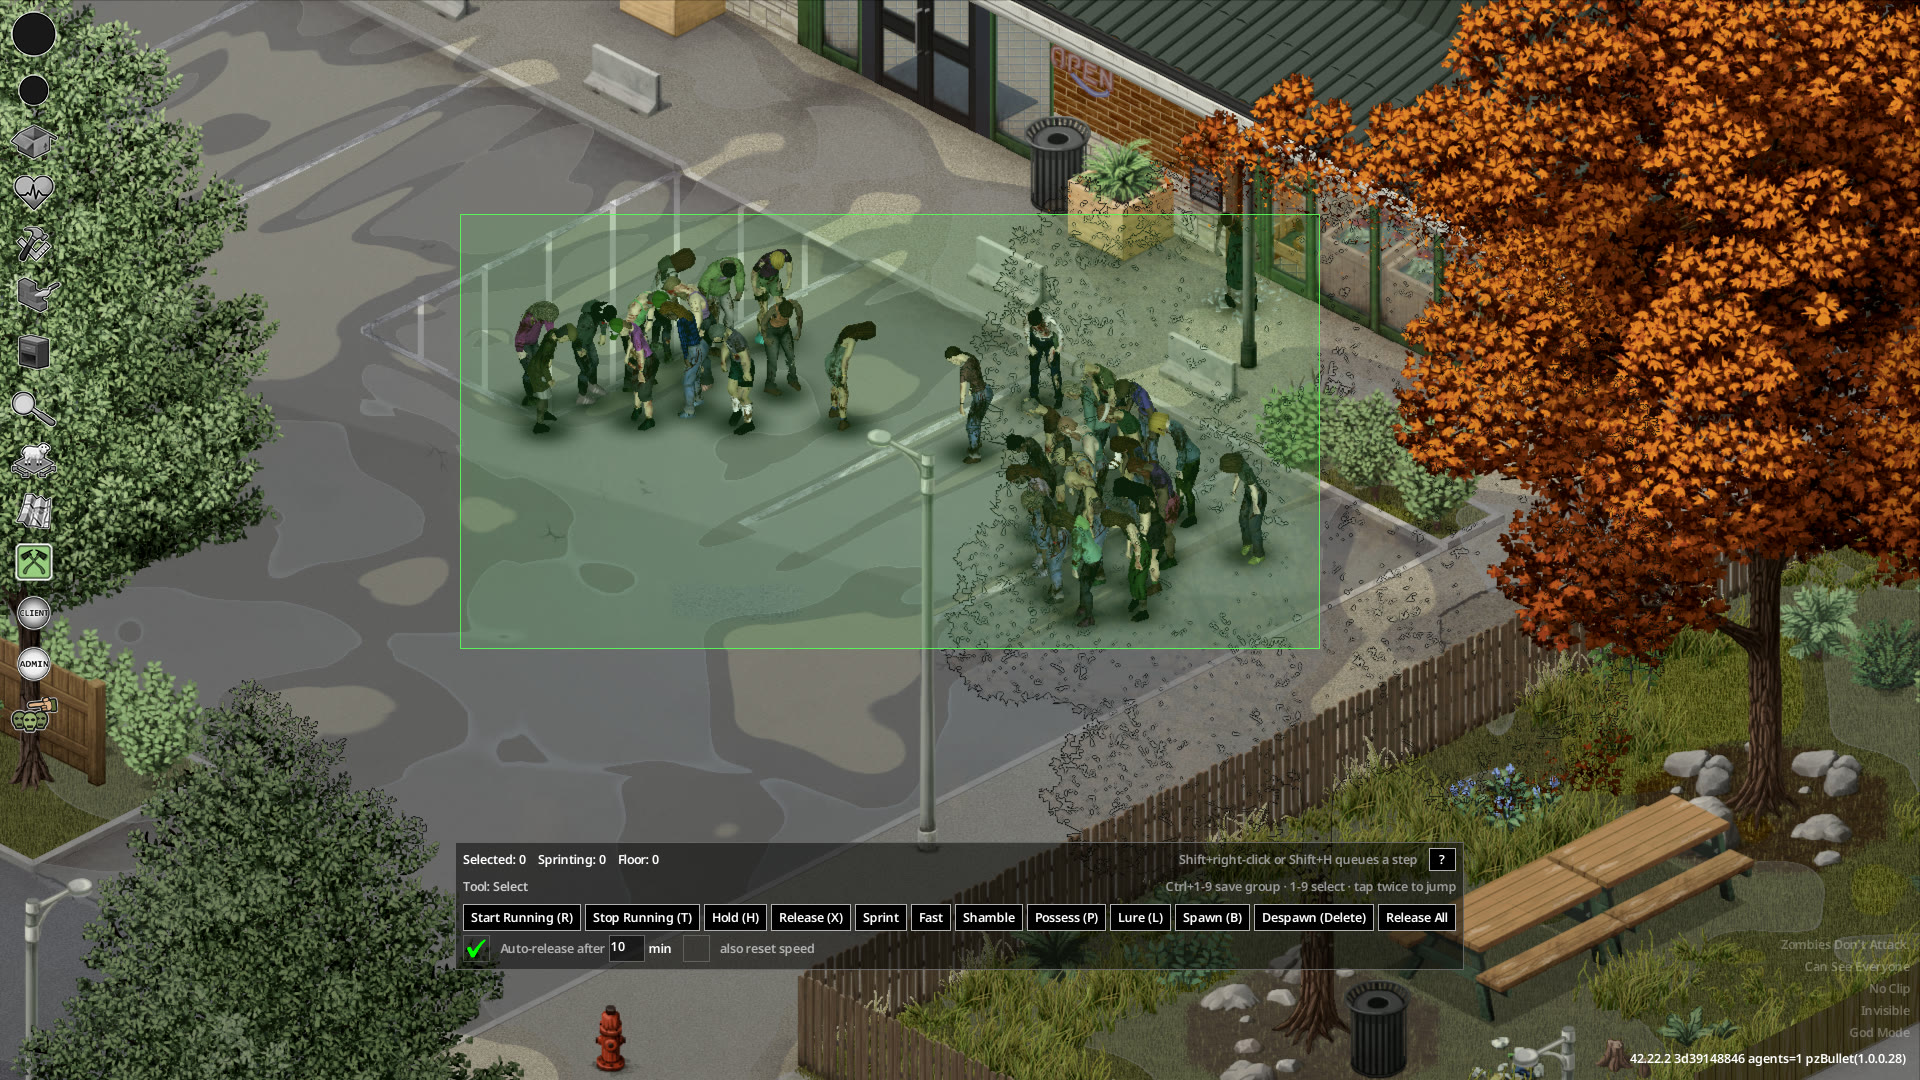 OPEN
CLIENT
ADMIN
Selected: 0 Sprinting: 0 Floor: 0
Shift+right-click or Shift+H queues a step ?
Tool: Select
Ctrl+1-9 save group · 1-9 select · tap twice to jump
Start Running (R) Stop Running (T) Hold (H) Release (X) Sprint Fast Shamble Possess (P) Lure (L) Spawn (B) Despawn (Delete) Release All
Auto-release after 10 min also reset speed
Zombies Don't Attack.
Can See Everyone
No Clip
Invisible
God Mode
42.22.2 3d39148846 agents=1 pzBullet(1.0.0.28)